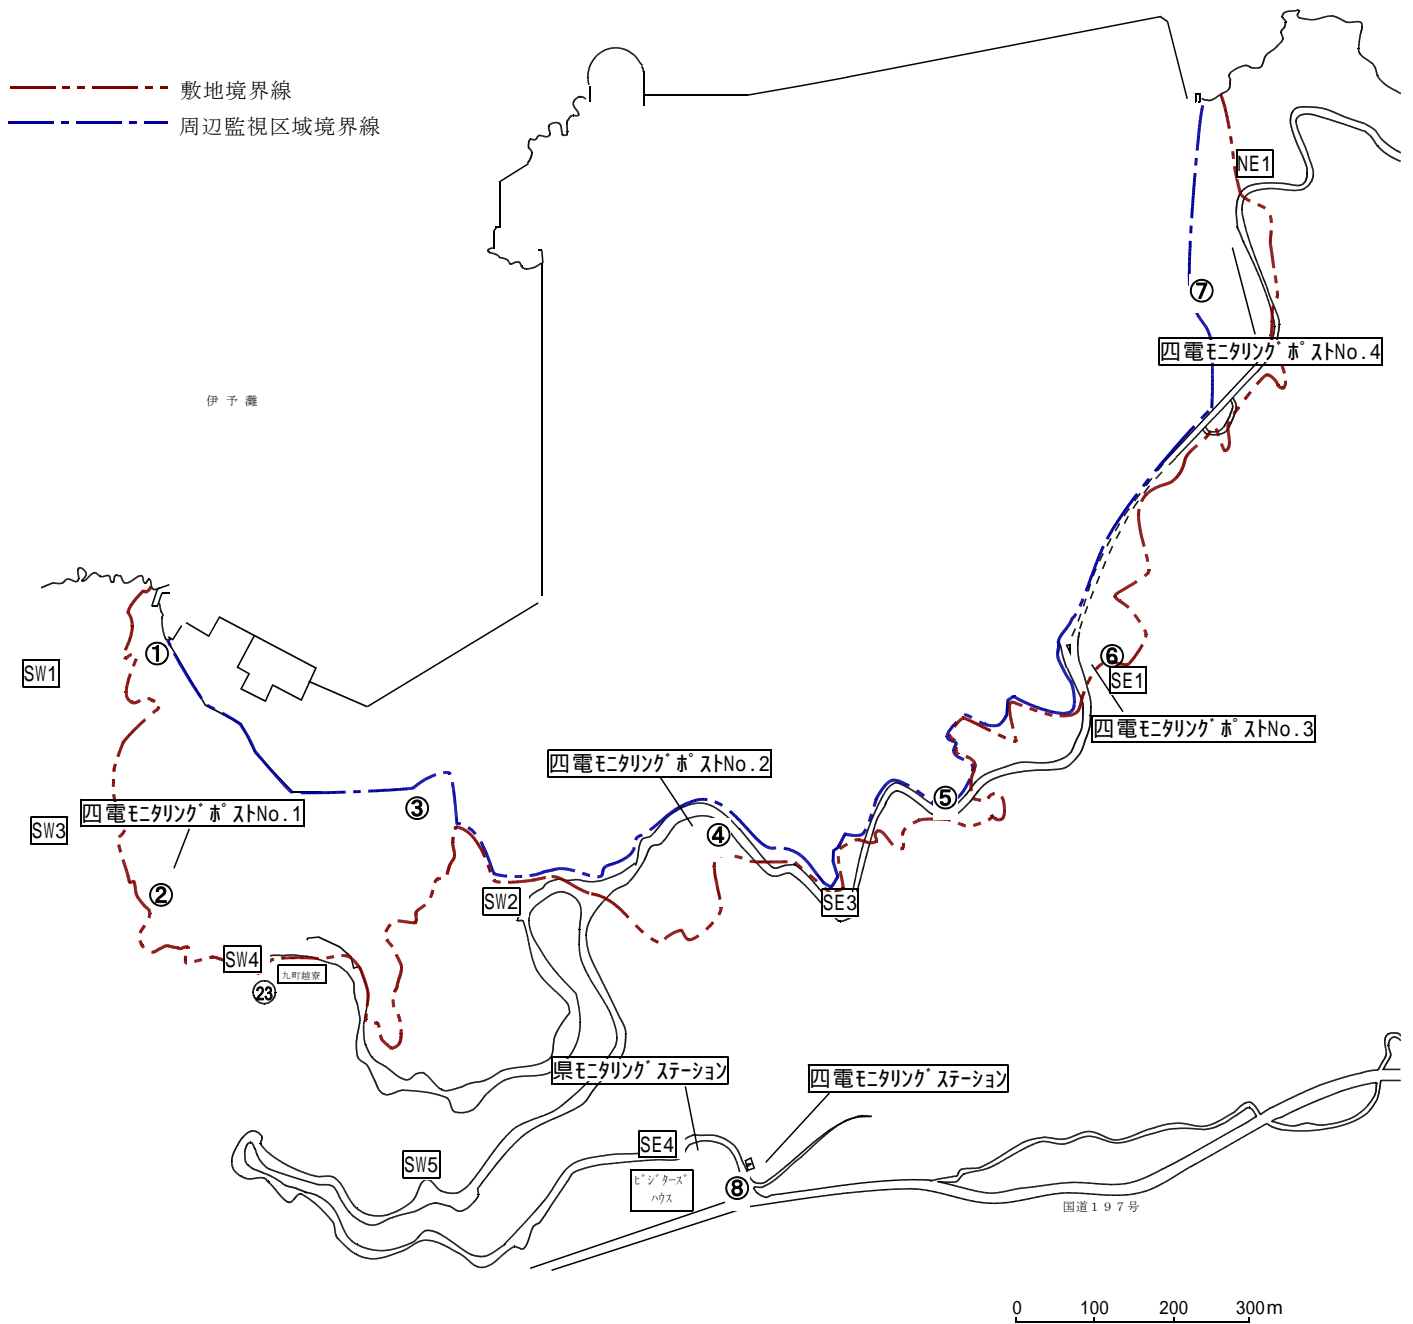 敷地境界線
周辺監視区域境界線
NE1
⑦
四電モニタリングポストNo.4
伊予灘
①
SW1
⑥
SE1
四電モニタリングポストNo.3
四電モニタリングポストNo.2
③
⑤
四電モニタリングポストNo.1
SW3
④
②
SW2
SE3
SW4
九町越寮
㉓
県モニタリングステーション
四電モニタリングステーション
SE4
SW5
ビジターズ
ハウス
⑧
国道197号
0 100 200 300m